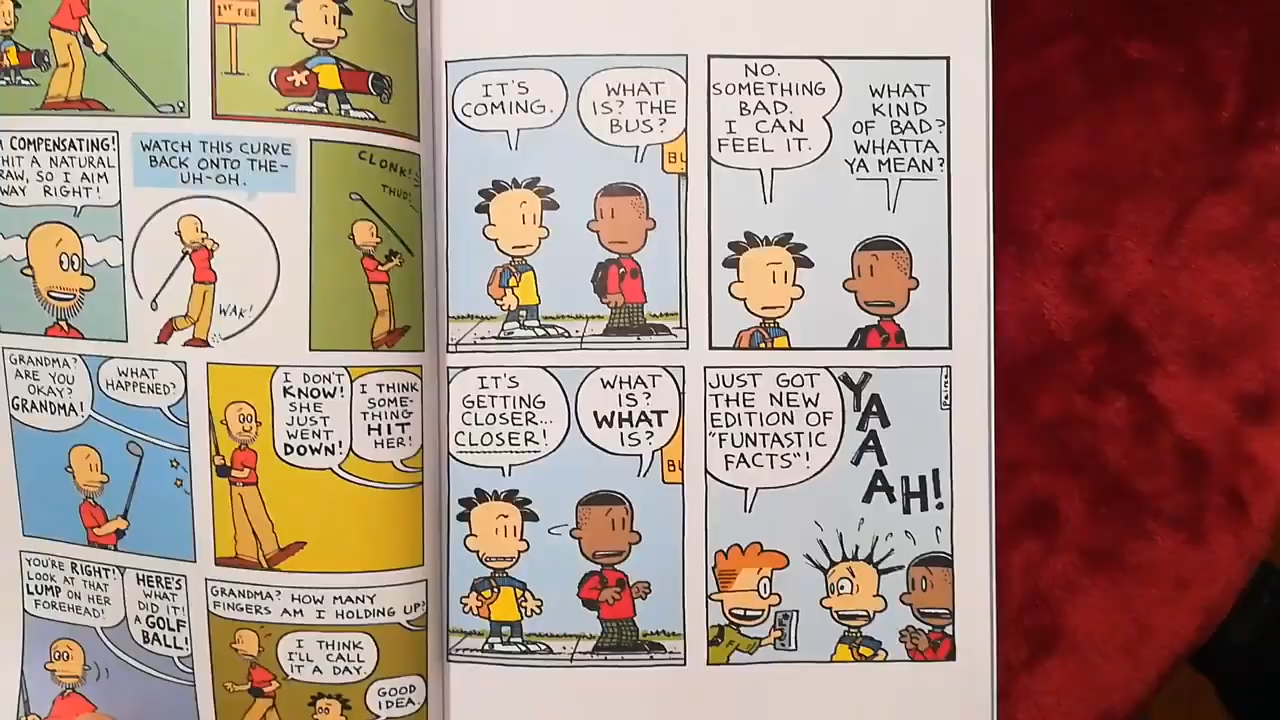 1ST TEE
COMPENSATING!
HIT A NATURAL
SO I AIM
WAY RIGHT!
WATCH THIS CURVE
BACK ONTO THE-
UH-OH.
CLONK!
THUD!
WAK!
GRANDMA?
ARE YOU
OKAY?
GRANDMA!
WHAT
HAPPENED?
I DON'T
KNOW!
SHE
JUST
WENT
DOWN!
I THINK
SOME-
THING
HIT
HER!
YOU'RE RIGHT!
LOOK AT THAT
LUMP ON HER
FOREHEAD!
HERE'S
WHAT
DID IT!
A GOLF
BALL!
GRANDMA? HOW MANY
FINGERS AM I HOLDING UP?
I THINK
I'LL CALL
IT A DAY.
GOOD
IDEA.
IT'S
COMING.
WHAT
IS? THE
BUS?
BU
NO.
SOMETHING
BAD.
I CAN
FEEL IT.
WHAT
KIND
OF BAD?
WHATTA
YA MEAN?
IT'S
GETTING
CLOSER...
CLOSER!
WHAT
IS?
WHAT
IS?
BU
JUST GOT
THE NEW
EDITION OF
"FUNTASTIC
FACTS"!
YAAAAH!
Peirce